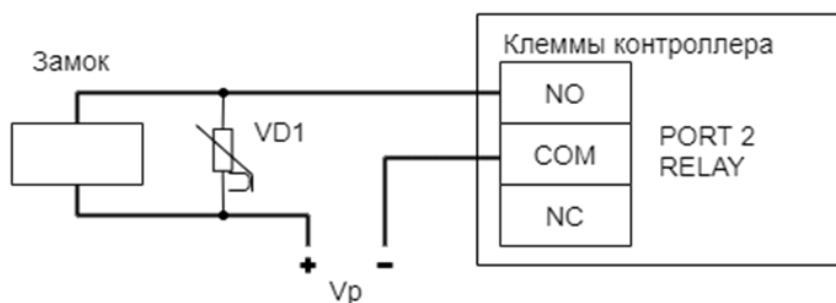 Клеммы контроллера
Замок
NO
VD1
COM
PORT 2
RELAY
NC
+ −
Vp